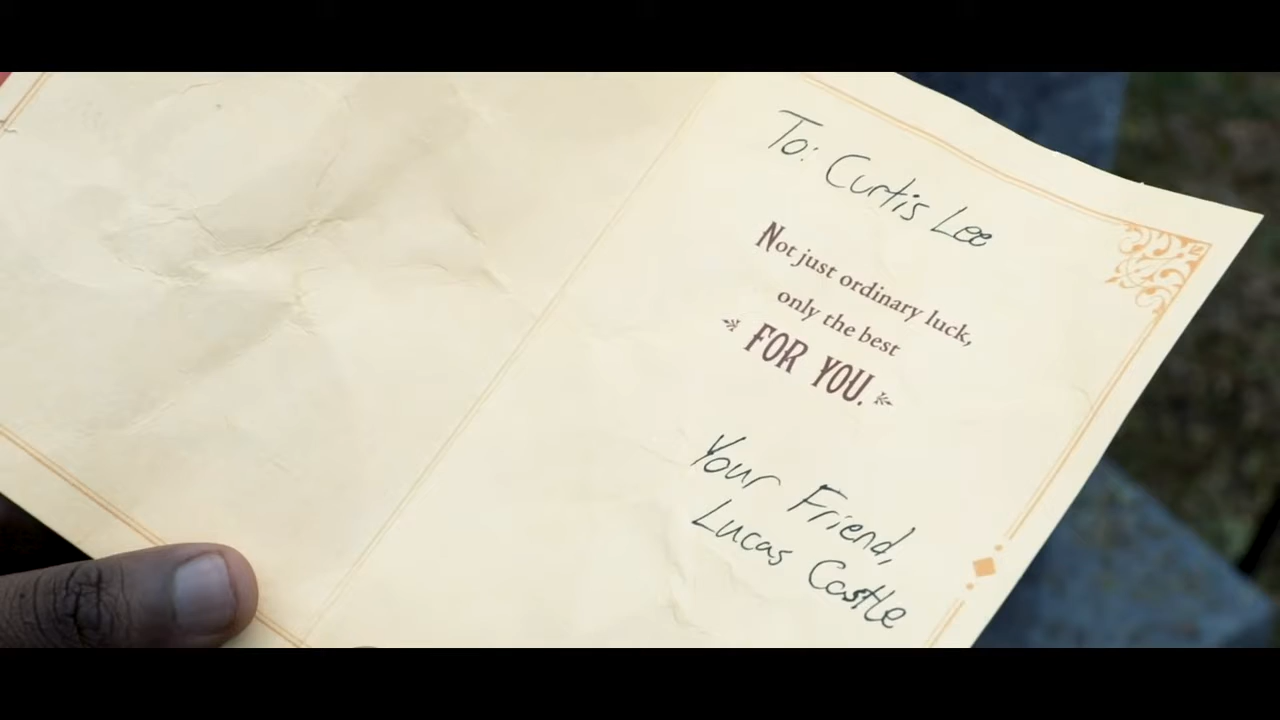 To: Curtis Lee
Not just ordinary luck,
only the best
FOR YOU.
Your Friend,
Lucas Castle